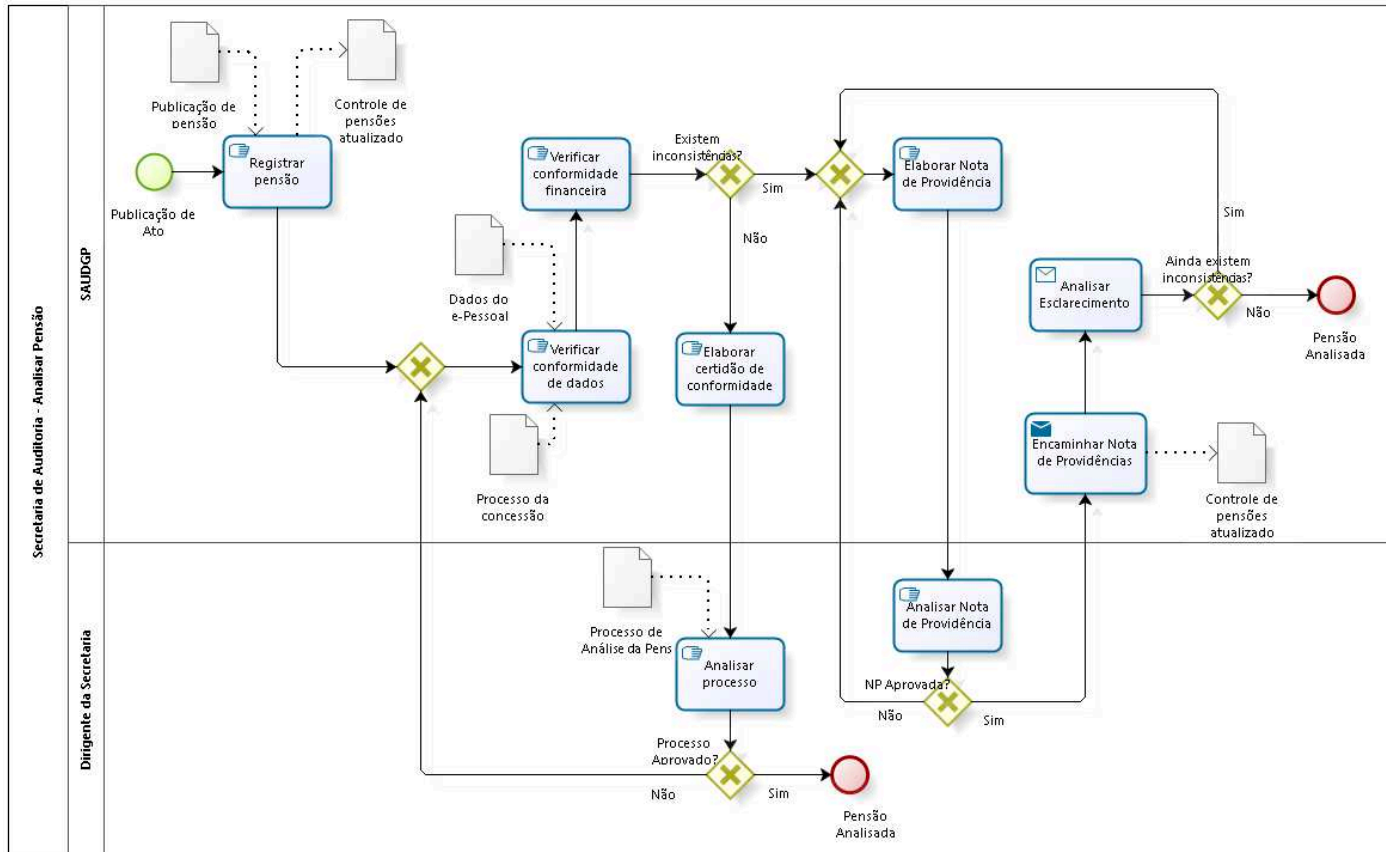 Secretaria de Auditoria - Analisar Pensão
SAUDGP
Publicação de
pensão
Controle de
pensões
atualizado
Publicação de
Ato
Registrar
pensão
Dados do
e-Pessoal
Processo da
concessão
Verificar
conformidade
de dados
Verificar
conformidade
financeira
Existem
inconsistências?
Sim
Não
Elaborar
certidão de
conformidade
Elaborar Nota
de Providência
Analisar
Esclarecimento
Ainda existem
inconsistências?
Sim
Não
Pensão
Analisada
Encaminhar Nota
de Providências
Controle de
pensões
atualizado
Dirigente da Secretaria
Processo de
Análise da Pens
Analisar
processo
Processo
Aprovado?
Não
Sim
Pensão
Analisada
Analisar Nota
de Providência
NP Aprovada?
Não
Sim